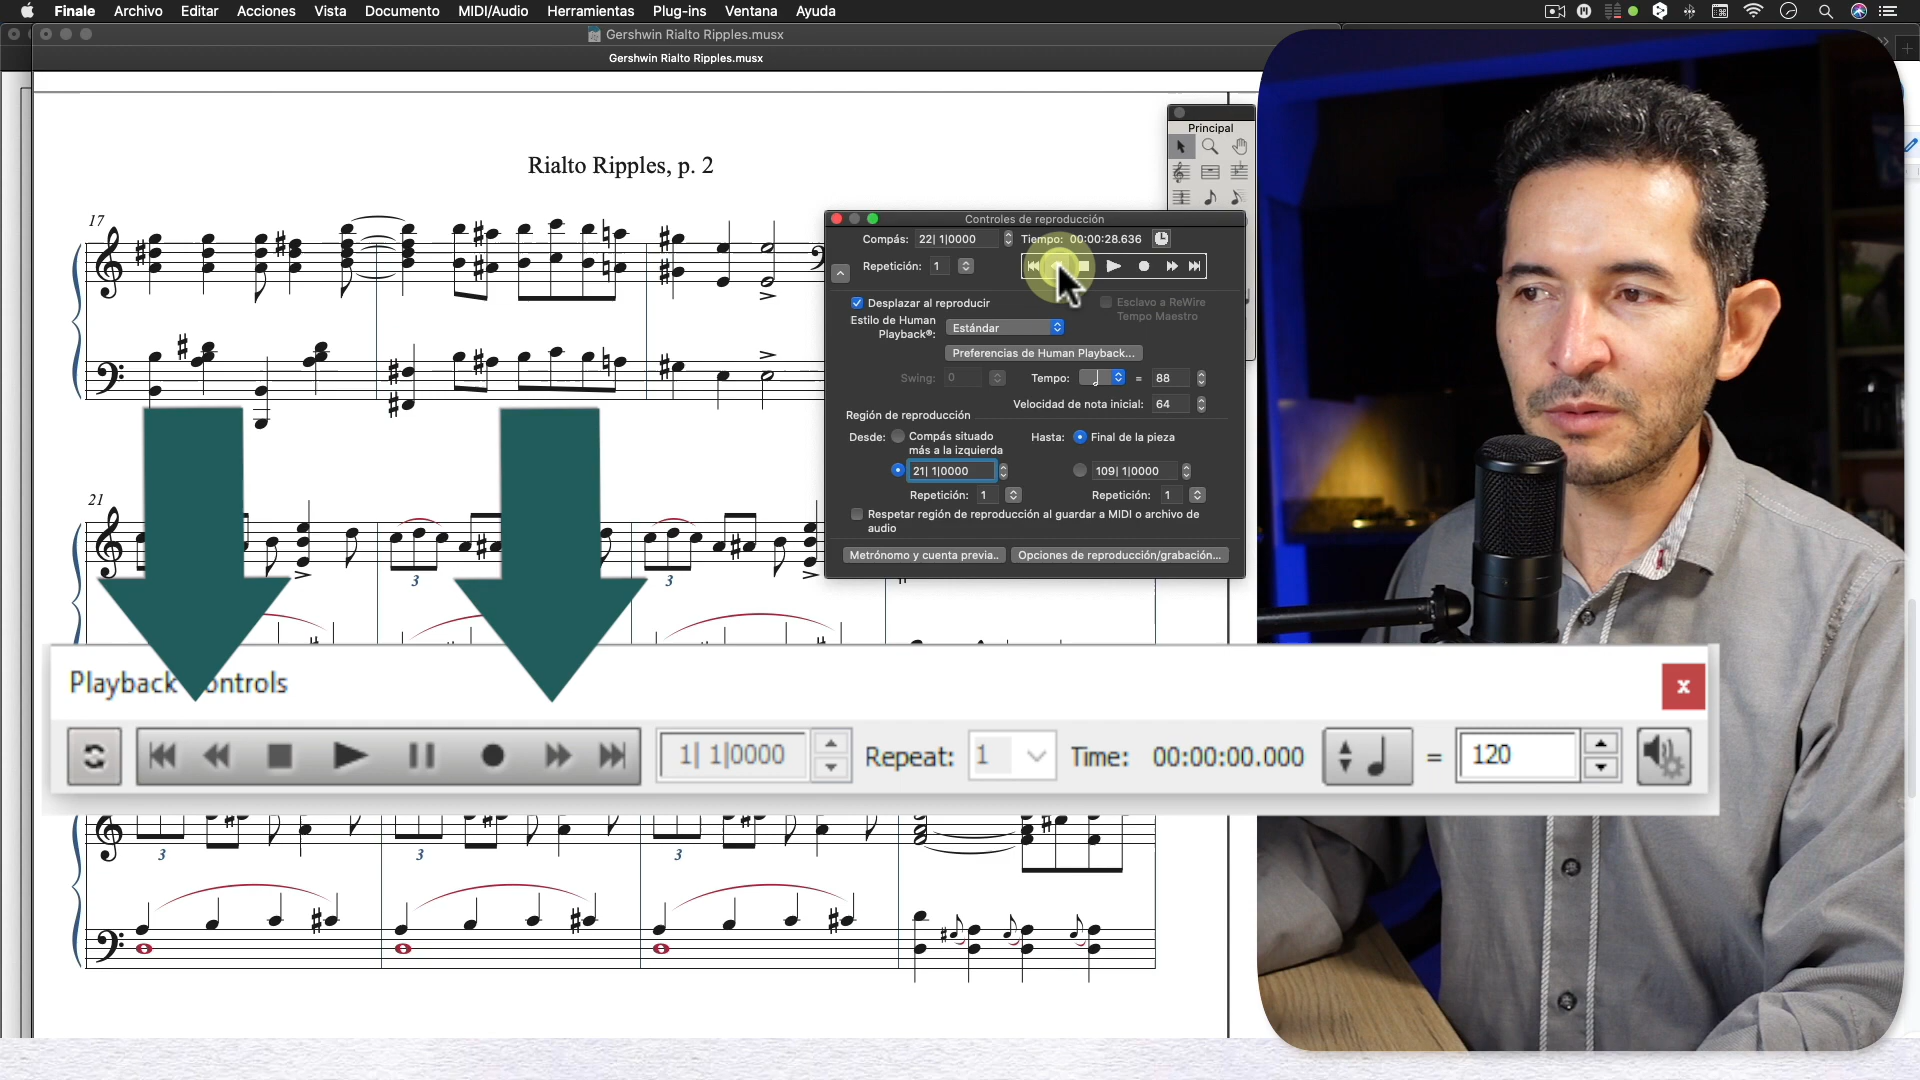 Finale Archivo Editar Acciones Vista Documento MIDI/Audio Herramientas Plug-ins Ventana Ayuda
Gershwin Rialto Ripples.musx
Gershwin Rialto Ripples.musx
Rialto Ripples, p. 2
Principal
17
Controles de reproducción
Compás: 22| 1|0000 Tiempo: 00:00:28.636
Repetición: 1
Desplazar al reproducir
Esclavo a ReWire
Tempo Maestro
Estilo de Human
Playback®: Estándar
Preferencias de Human Playback...
Swing: 0 Tempo: = 88
Velocidad de nota inicial: 64
Región de reproducción
Desde: Compás situado
más a la izquierda
Hasta: Final de la pieza
21| 1|0000 109| 1|0000
Repetición: 1 Repetición: 1
Respetar región de reproducción al guardar a MIDI o archivo de
audio
Metrónomo y cuenta previa.. Opciones de reproducción/grabación...
21
3 3
Playback Controls x
1| 1|0000 Repeat: 1 Time: 00:00:00.000 = 120
3 3 3